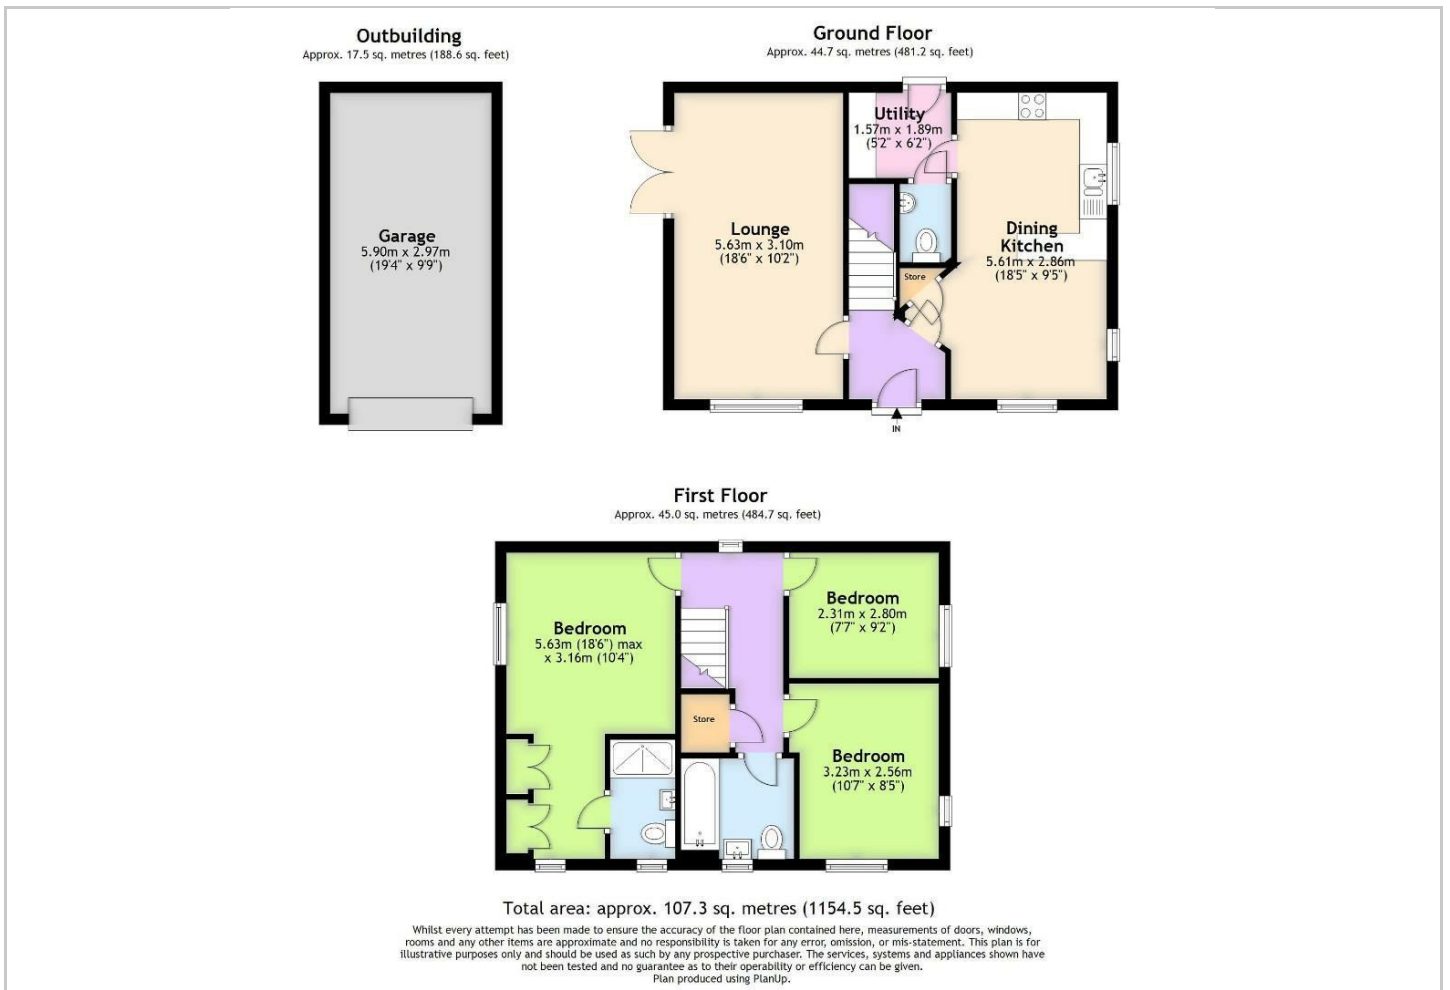 Outbuilding
Approx. 17.5 sq. metres (188.6 sq. feet)
Garage
5.90m x 2.97m
(19'4" x 9'9")
Ground Floor
Approx. 44.7 sq. metres (481.2 sq. feet)
Utility
1.57m x 1.89m
(5'2" x 6'2")
Lounge
5.63m x 3.10m
(18'6" x 10'2")
Dining
Kitchen
5.61m x 2.86m
(18'5" x 9'5")
Store
IN
First Floor
Approx. 45.0 sq. metres (484.7 sq. feet)
Bedroom
5.63m (18'6") max
x 3.16m (10'4")
Bedroom
2.31m x 2.80m
(7'7" x 9'2")
Store
Bedroom
3.23m x 2.56m
(10'7" x 8'5")
Total area: approx. 107.3 sq. metres (1154.5 sq. feet)
Whilst every attempt has been made to ensure the accuracy of the floor plan contained here, measurements of doors, windows,
rooms and any other items are approximate and no responsibility is taken for any error, omission, or mis-statement. This plan is for
illustrative purposes only and should be used as such by any prospective purchaser. The services, systems and appliances shown have
not been tested and no guarantee as to their operability or efficiency can be given.
Plan produced using PlanUp.